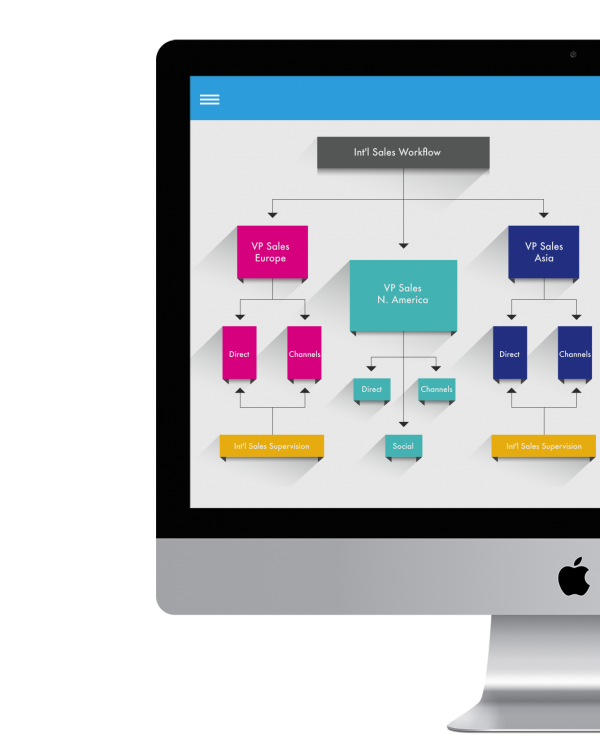 Int'l Sales Workflow
VP Sales
Europe
VP Sales
N. America
VP Sales
Asia
Direct
Channels
Direct
Channels
Social
Direct
Channels
Int'l Sales Supervision
Int'l Sales Supervision